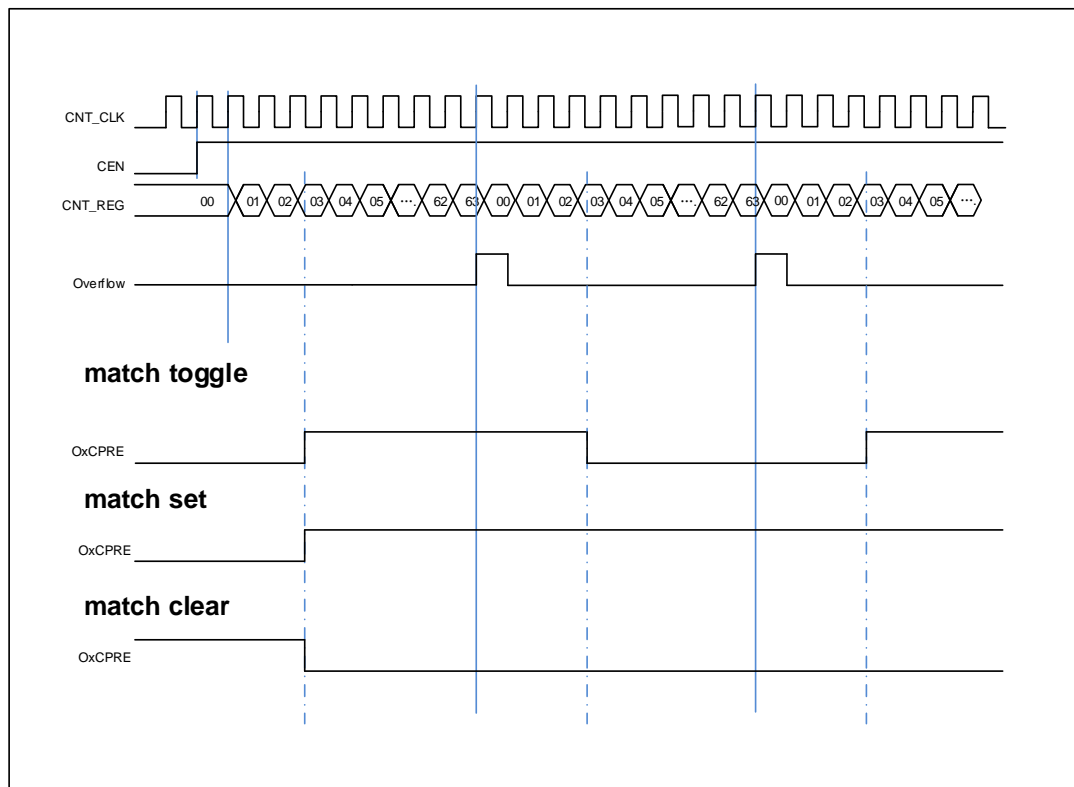 CNT_CLK
CEN
CNT_REG 00 01 02 03 04 05 .... 62 63 00 01 02 03 04 05 .... 62 63 00 01 02 03 04 05 ....
Overflow
match toggle
OxCPRE
match set
OxCPRE
match clear
OxCPRE